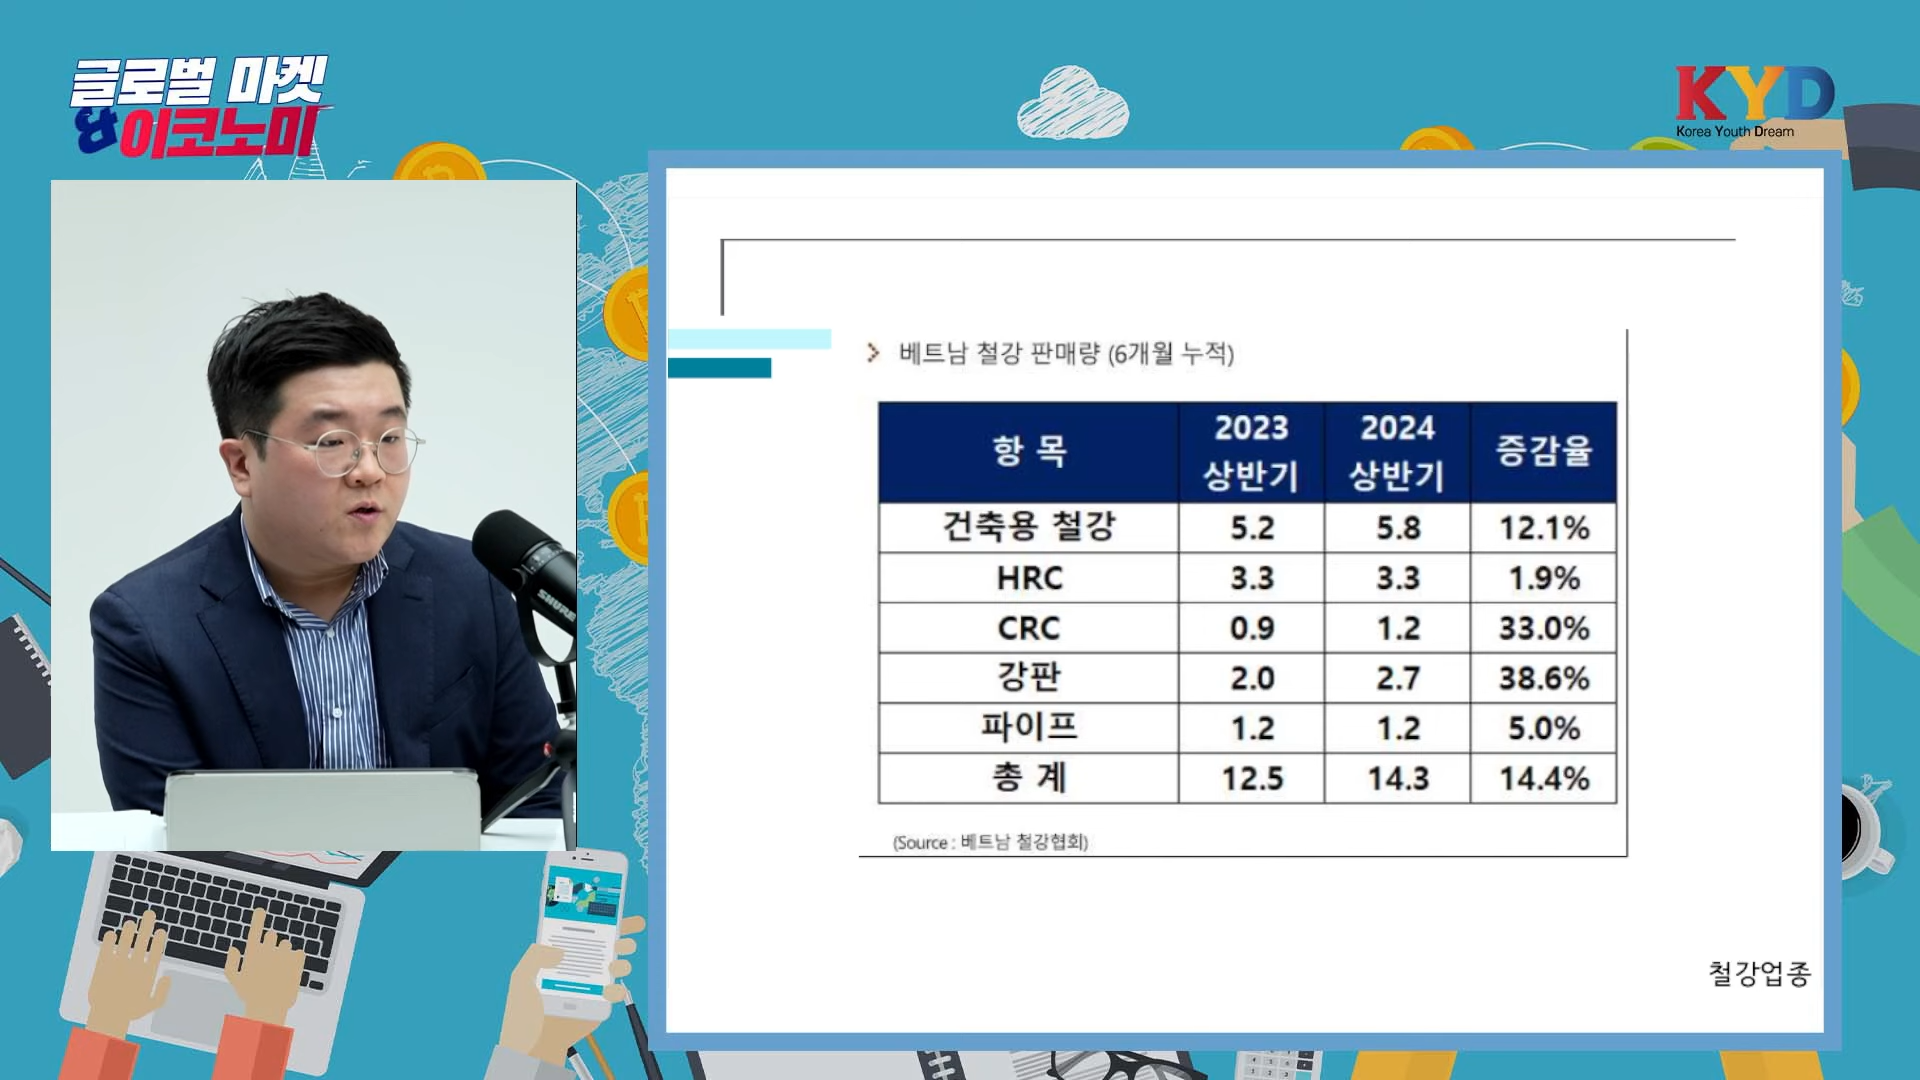 글로벌 마켓
&이코노미
KYD
Korea Youth Dream
베트남 철강 판매량 (6개월 누적)
항 목 2023 상반기 2024 상반기 증감율
건축용 철강 5.2 5.8 12.1%
HRC 3.3 3.3 1.9%
CRC 0.9 1.2 33.0%
강판 2.0 2.7 38.6%
파이프 1.2 1.2 5.0%
총 계 12.5 14.3 14.4%
(Source : 베트남 철강협회)
철강업종
SHURE